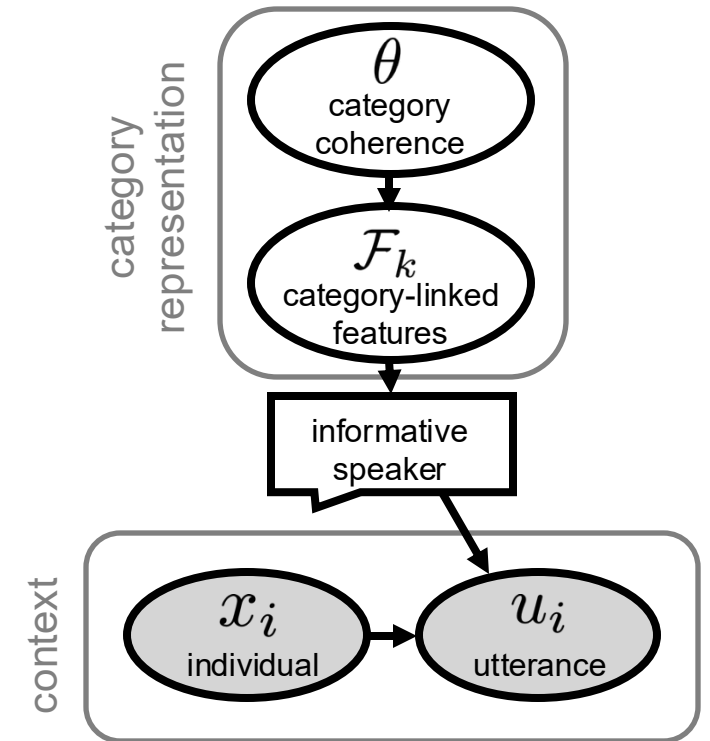 category
representation
θ
category
coherence
ℱₖ
category-linked
features
informative
speaker
context
xᵢ
individual
uᵢ
utterance